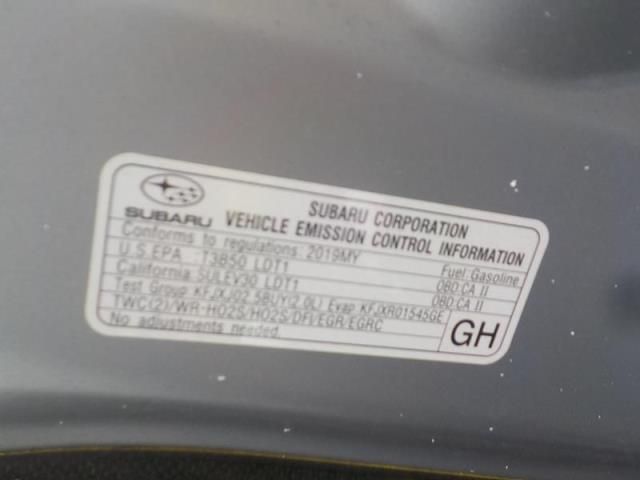 SUBARU
SUBARU CORPORATION
VEHICLE EMISSION CONTROL INFORMATION
Conforms to regulations: 2019MY Fuel: Gasoline
U.S.EPA :T3B50 LDT1 OBD:CA II
California: SULEV30 LDT1 OBD:CA II
Test Group: KFJXJ02.5BUY(2.0L) Evap. KFJXR01545GE
TWC(2)/WR-HO2S/HO2S/DFI/EGR/EGRC
No adjustments needed.
GH